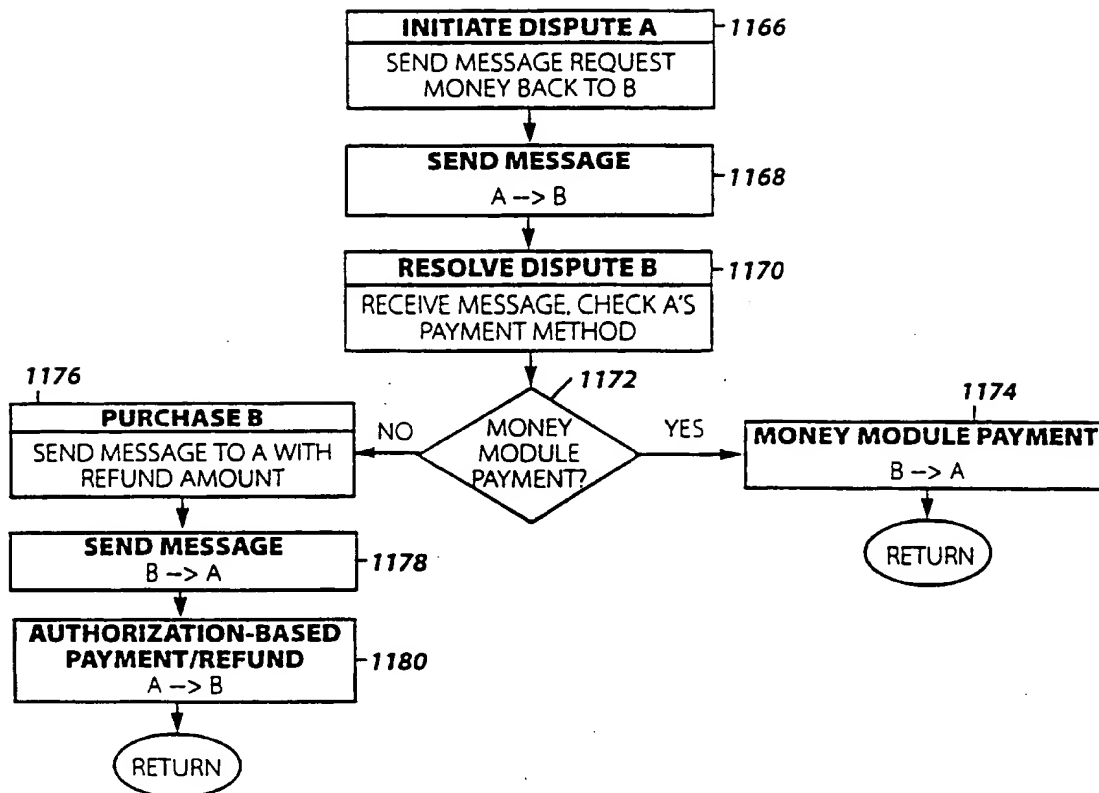 INITIATE DISPUTE A
1166
SEND MESSAGE REQUEST
MONEY BACK TO B
SEND MESSAGE
1168
A --> B
RESOLVE DISPUTE B
1170
RECEIVE MESSAGE, CHECK A'S
PAYMENT METHOD
1172
MONEY
MODULE
PAYMENT?
NO
YES
1176
PURCHASE B
SEND MESSAGE TO A WITH
REFUND AMOUNT
SEND MESSAGE
B --> A
1178
AUTHORIZATION-BASED
PAYMENT/REFUND
1180
A --> B
RETURN
1174
MONEY MODULE PAYMENT
B --> A
RETURN